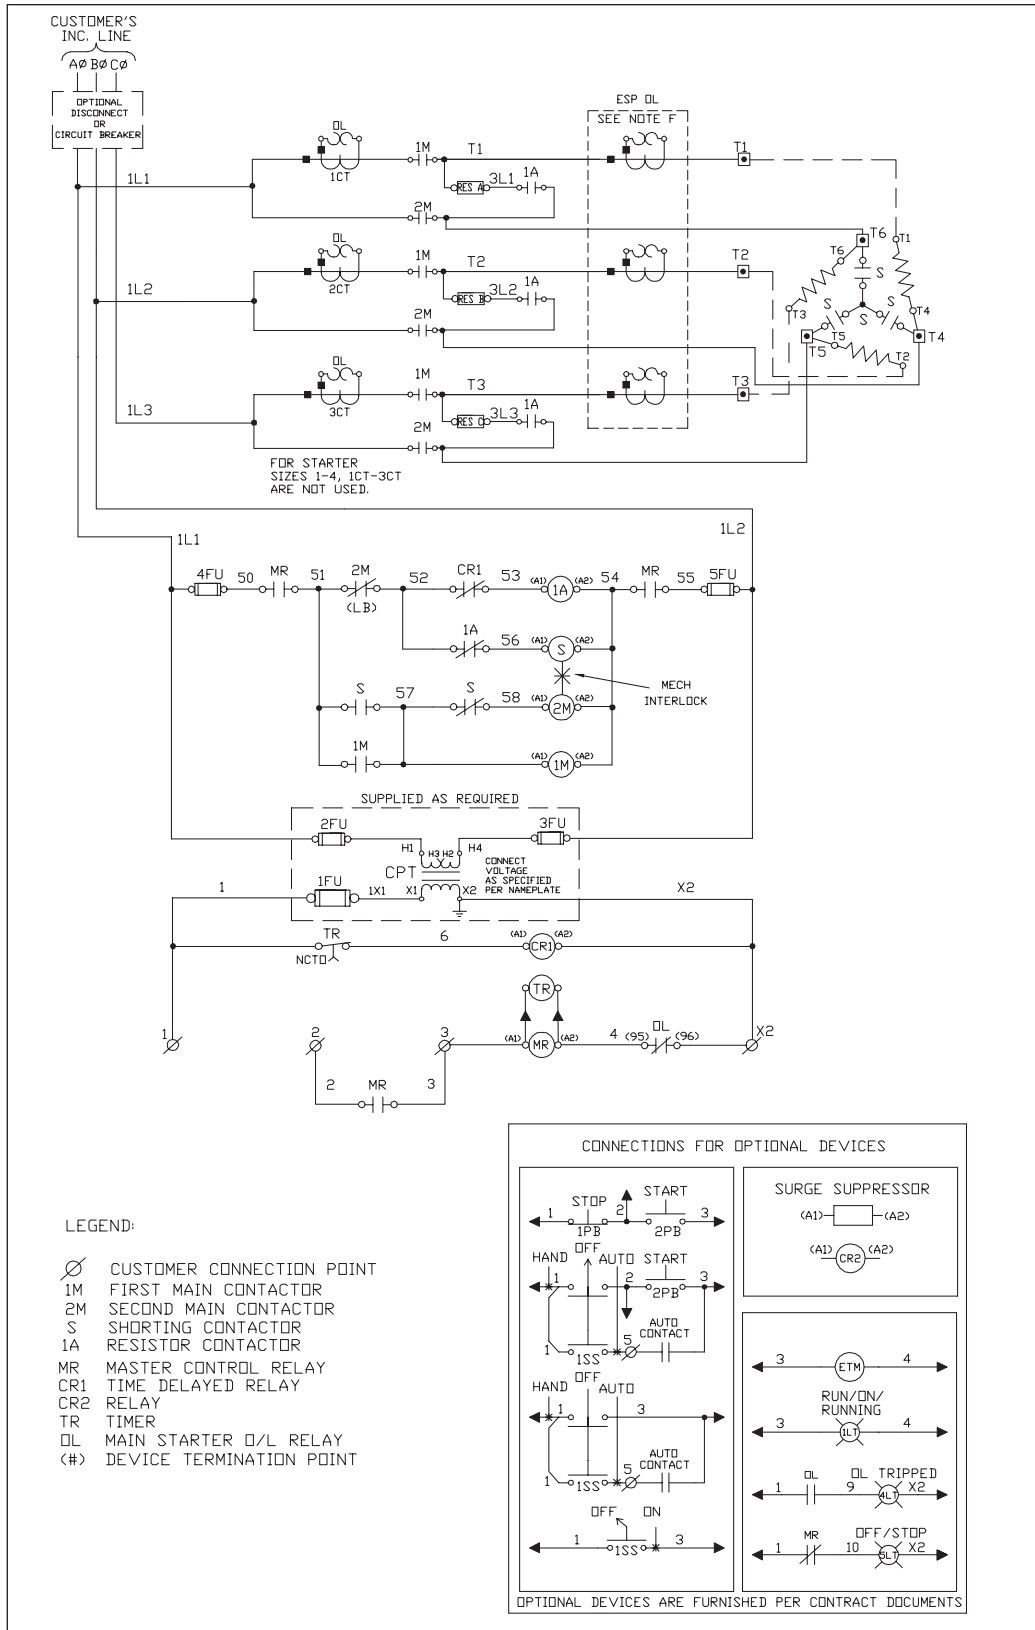 CUSTOMER'S
INC. LINE
AØ BØ CØ
OPTIONAL
DISCONNECT
OR
CIRCUIT BREAKER
ESP OL
SEE NOTE F
OL
1CT
1M
T1
RES A
3L1
1A
T1
1L1
2M
T6
T1
T6
S
OL
2CT
1M
T2
RES B
3L2
1A
T2
1L2
2M
T3
S
S
T4
T5
T5
T2
T4
OL
3CT
1M
T3
RES C
3L3
1A
T3
1L3
2M
FOR STARTER
SIZES 1-4, 1CT-3CT
ARE NOT USED.
1L1
1L2
4FU
50
MR
51
2M
(LB)
52
CR1
53
(A1)
1A
(A2)
54
MR
55
5FU
1A
56
(A1)
S
(A2)
MECH
INTERLOCK
S
57
S
58
(A1)
2M
(A2)
1M
(A1)
1M
(A2)
SUPPLIED AS REQUIRED
2FU
3FU
H1
H3 H2
H4
CPT
CONNECT
VOLTAGE
AS SPECIFIED
PER NAMEPLATE
1
1FU
1X1
X1
X2
X2
TR
NCTO
6
(A1)
CR1
(A2)
TR
1
2
3
(A1)
MR
(A2)
4
(95)
OL
(96)
X2
2
MR
3
CONNECTIONS FOR OPTIONAL DEVICES
1
STOP
1PB
2
START
2PB
3
HAND
OFF
AUTO
START
1
2
2PB
3
AUTO
CONTACT
1
1SS
5
HAND
OFF
AUTO
1
3
AUTO
CONTACT
1
1SS
5
OFF
ON
1
1SS
3
SURGE SUPPRESSOR
(A1)
(A2)
(A1)
CR2
(A2)
3
ETM
4
RUN/ON/
RUNNING
3
1LT
4
1
OL
9
OL TRIPPED
4LT
X2
1
MR
10
OFF/STOP
5LT
X2
OPTIONAL DEVICES ARE FURNISHED PER CONTRACT DOCUMENTS
LEGEND:
Ø CUSTOMER CONNECTION POINT
1M FIRST MAIN CONTACTOR
2M SECOND MAIN CONTACTOR
S SHORTING CONTACTOR
1A RESISTOR CONTACTOR
MR MASTER CONTROL RELAY
CR1 TIME DELAYED RELAY
CR2 RELAY
TR TIMER
OL MAIN STARTER O/L RELAY
(#) DEVICE TERMINATION POINT